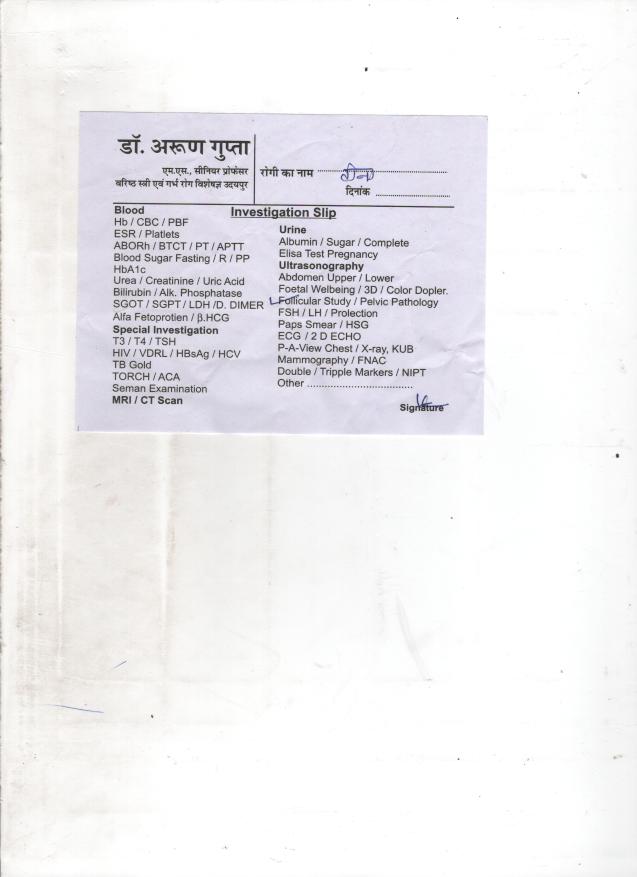 डॉ. अरूण गुप्ता
एम.एस., सीनियर प्रोफेसर
वरिष्ठ स्त्री एवं गर्भ रोग विशेषज्ञ उदयपुर
रोगी का नाम
दिनांक
Investigation Slip
Blood
Hb / CBC / PBF
ESR / Platlets
ABORh / BTCT / PT / APTT
Blood Sugar Fasting / R / PP
HbA1c
Urea / Creatinine / Uric Acid
Bilirubin / Alk. Phosphatase
SGOT / SGPT / LDH /D. DIMER
Alfa Fetoprotien / β.HCG
Special Investigation
T3 / T4 / TSH
HIV / VDRL / HBsAg / HCV
TB Gold
TORCH / ACA
Seman Examination
MRI / CT Scan
Urine
Albumin / Sugar / Complete
Elisa Test Pregnancy
Ultrasonography
Abdomen Upper / Lower
Foetal Welbeing / 3D / Color Dopler.
Follicular Study / Pelvic Pathology
FSH / LH / Prolection
Paps Smear / HSG
ECG / 2 D ECHO
P-A-View Chest / X-ray, KUB
Mammography / FNAC
Double / Tripple Markers / NIPT
Other ....................................
Signature